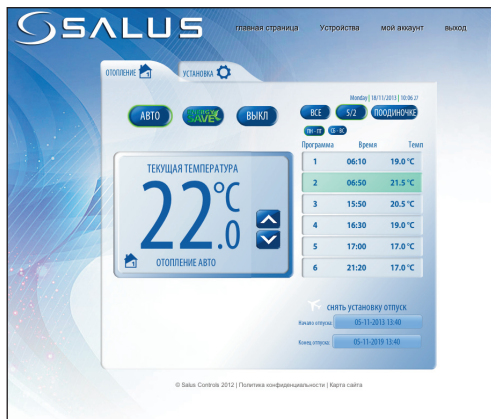 SALUS
главная страница Устройства мой аккаунт выход
ОТОПЛЕНИЕ 1 УСТАНОВКА
Monday | 18/11/2013 | 10:06 //
АВТО ENERGY SAVE ВЫКЛ
ВСЕ 5/2 ПООДИНОЧКЕ
ПН - ПТ СБ - ВС
Программа Время Темп
1 06:10 19.0 °C
2 06:50 21.5 °C
3 15:50 20.5 °C
4 16:30 19.0 °C
5 17:00 17.0 °C
6 21:20 17.0 °C
ТЕКУЩАЯ ТЕМПЕРАТУРА
22.0 °C
1 ОТОПЛЕНИЕ АВТО
снять установку отпуск
Начало отпуска: 05-11-2013 13:40
Конец отпуска: 05-11-2019 13:40
© Salus Controls 2012 | Политика конфиденциальности | Карта сайта